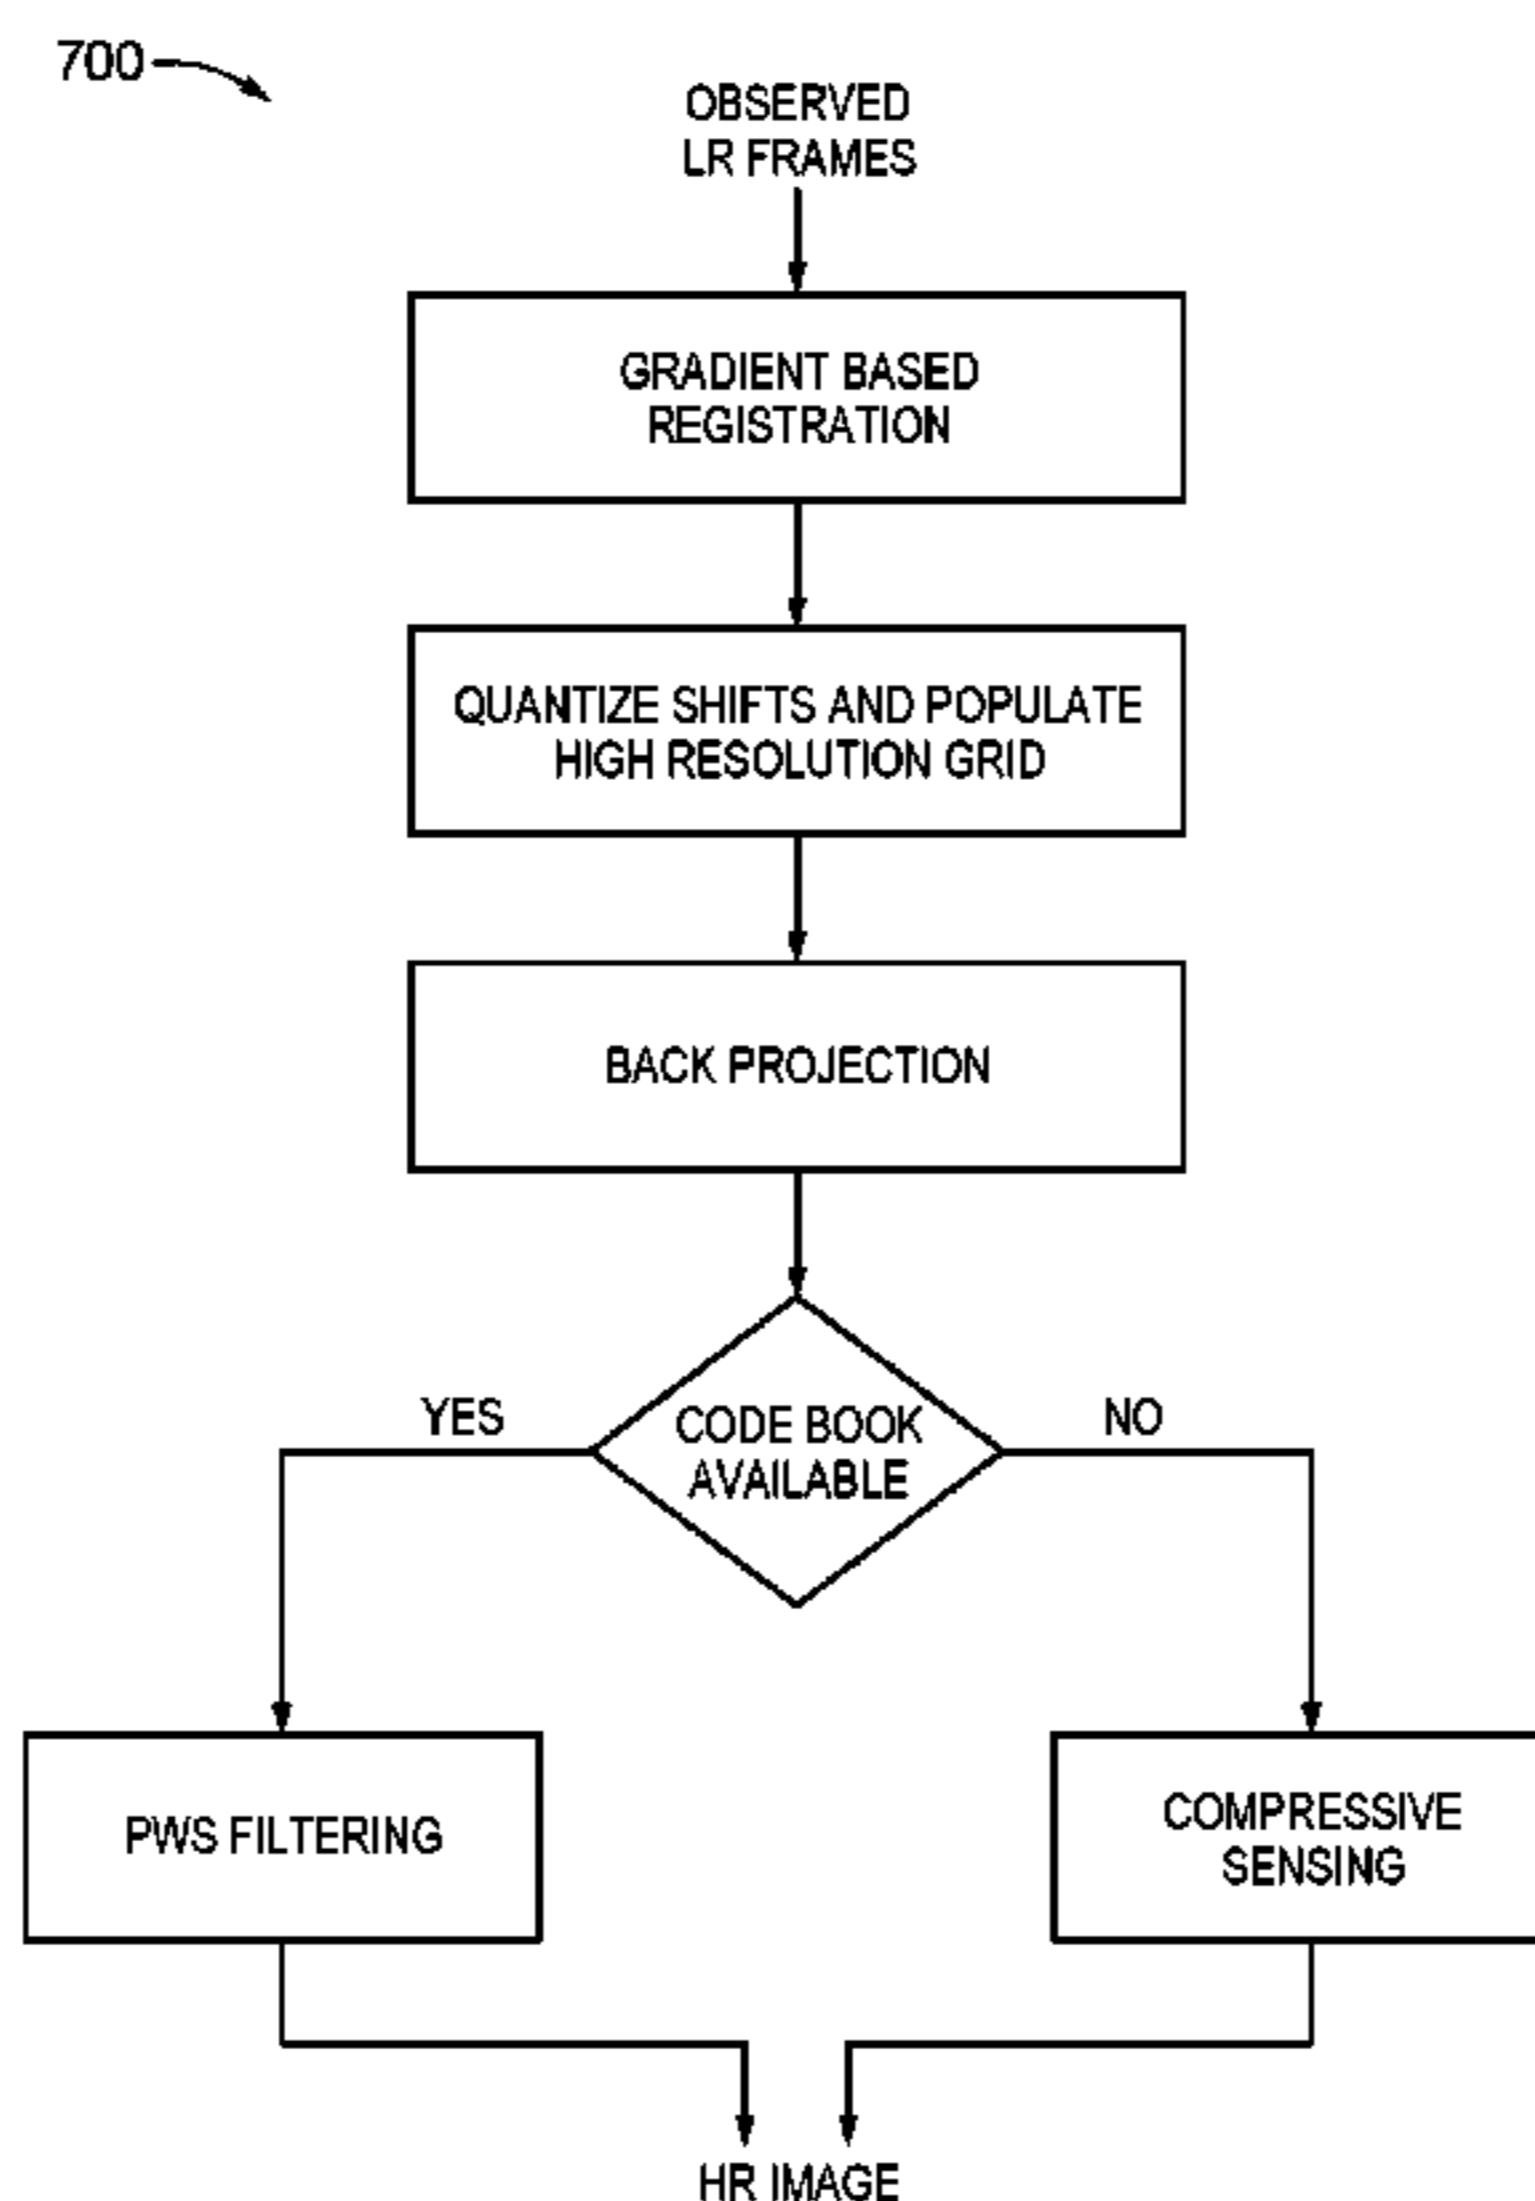 700
OBSERVED
LR FRAMES
GRADIENT BASED
REGISTRATION
QUANTIZE SHIFTS AND POPULATE
HIGH RESOLUTION GRID
BACK PROJECTION
YES
CODE BOOK
AVAILABLE
NO
PWS FILTERING
COMPRESSIVE
SENSING
HR IMAGE